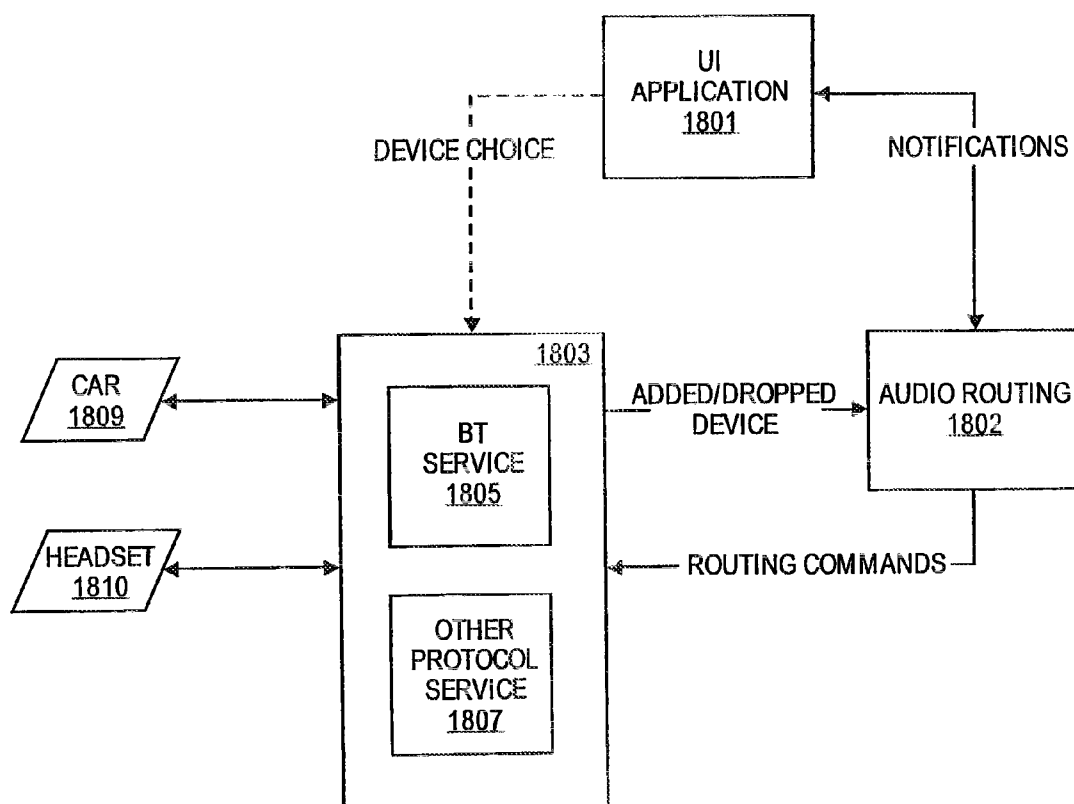 UI
APPLICATION
1801
DEVICE CHOICE
NOTIFICATIONS
1803
CAR
1809
BT
SERVICE
1805
ADDED/DROPPED
DEVICE
AUDIO ROUTING
1802
HEADSET
1810
ROUTING COMMANDS
OTHER
PROTOCOL
SERVICE
1807